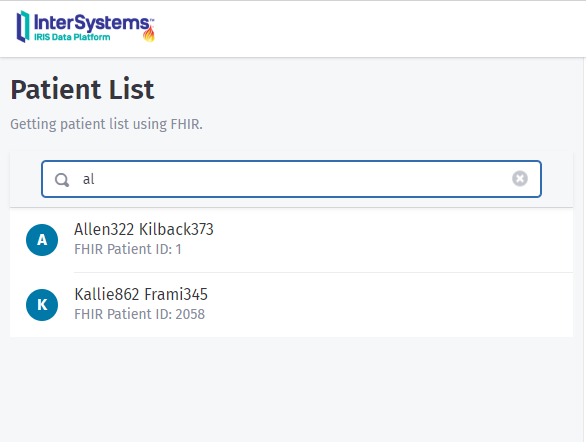 InterSystems™
IRIS Data Platform
Patient List
Getting patient list using FHIR.
al
A
Allen322 Kilback373
FHIR Patient ID: 1
K
Kallie862 Frami345
FHIR Patient ID: 2058